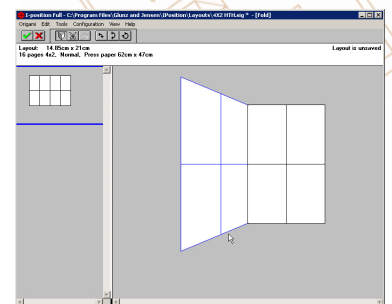 I-position Full - C:\Program Files\Glunz and Jensen\IPosition\Layouts\4X2 HTH.sig * - [Fold]
Origami Edit Tools Configuration View Help
Layout: 14.85cm x 21cm
Layout is unsaved
16 pages 4x2, Normal, Press paper 62cm x 47cm